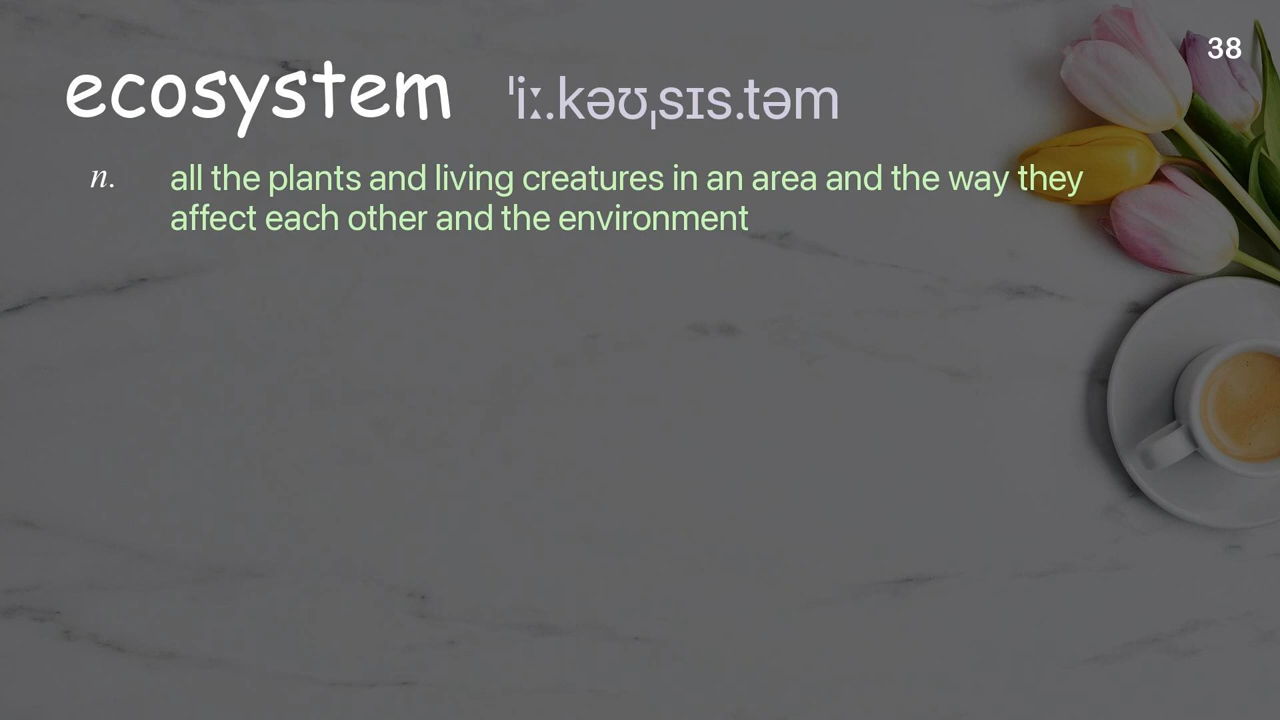 38
ecosystem ˈiː.kəʊˌsɪs.təm
n. all the plants and living creatures in an area and the way they
affect each other and the environment